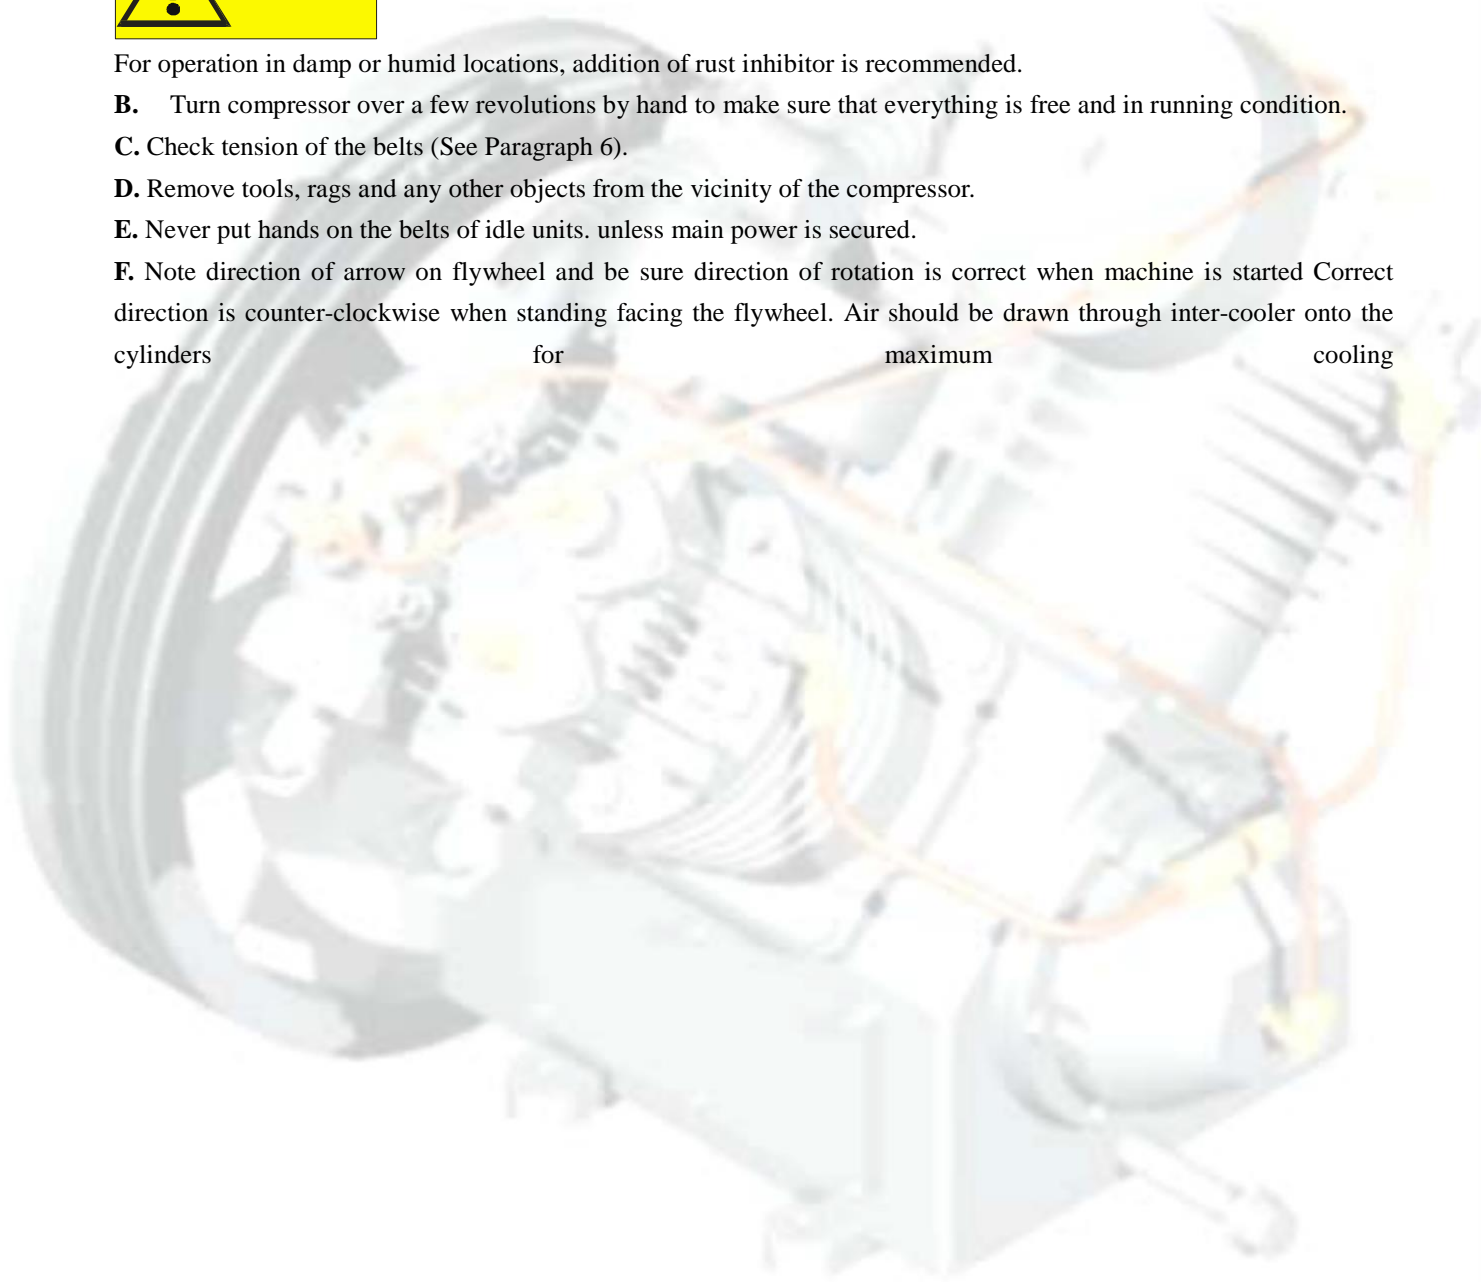 For operation in damp or humid locations, addition of rust inhibitor is recommended.
B. Turn compressor over a few revolutions by hand to make sure that everything is free and in running condition.
C. Check tension of the belts (See Paragraph 6).
D. Remove tools, rags and any other objects from the vicinity of the compressor.
E. Never put hands on the belts of idle units. unless main power is secured.
F. Note direction of arrow on flywheel and be sure direction of rotation is correct when machine is started Correct
direction is counter-clockwise when standing facing the flywheel. Air should be drawn through inter-cooler onto the
cylinders for maximum cooling